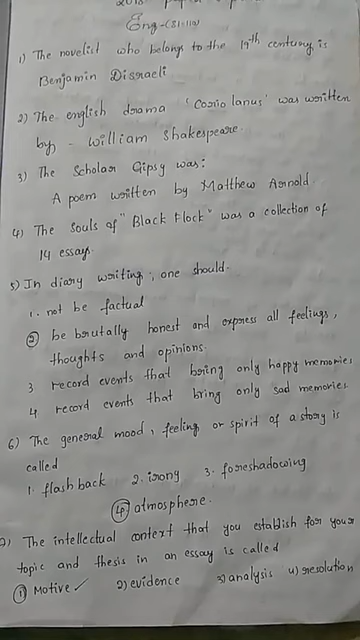 2018
Eng-(81-110)
1) The novelist who belongs to the 19th century is
Benjamin Disraeli
2) The english drama 'Corio lanus' was written
by - William Shakespeare.
3) The Scholar Gipsy was:
A poem written by Matthew Arnold.
4) The Souls of "Black Flock" was a collection of
14 essays.
5) In diary writing, one should.
1. not be factual
2 be brutally honest and express all feelings,
thoughts and opinions.
3 record events that bring only happy memories
4 record events that bring only sad memories.
6) The general mood, feeling or spirit of a story is
called
1. flash back 2. irony 3. foreshadowing
4) atmosphere.
7) The intellectual context that you establish for your
topic and thesis in an essay is called
1 Motive ✓ 2) evidence 3) analysis 4) resolution